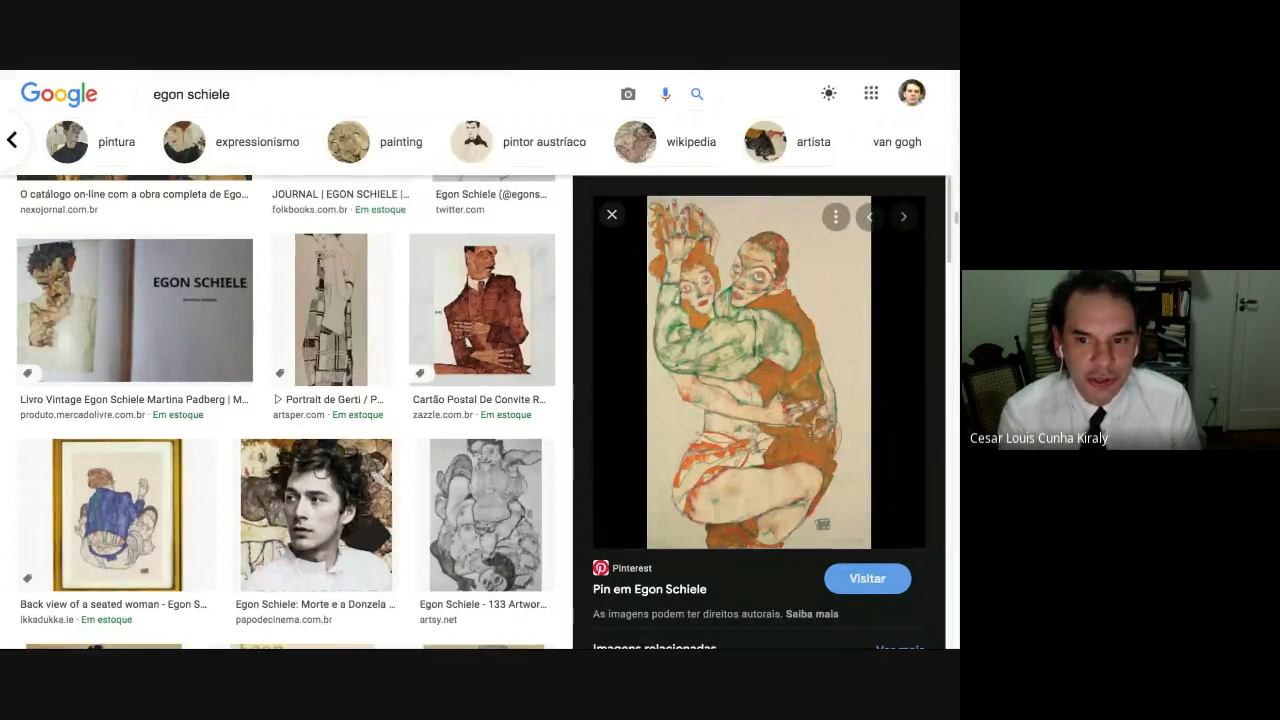 Google
egon schiele
pintura
expressionismo
painting
pintor austríaco
wikipedia
artista
van gogh
O catálogo on-line com a obra completa de Ego...
nexojornal.com.br
JOURNAL | EGON SCHIELE |...
folkbooks.com.br · Em estoque
Egon Schiele (@egons...
twitter.com
EGON SCHIELE
Livro Vintage Egon Schiele Martina Padberg | M...
produto.mercadolivre.com.br · Em estoque
Portrait de Gerti / P...
artsper.com · Em estoque
Cartão Postal De Convite R...
zazzle.com.br · Em estoque
Back view of a seated woman - Egon S...
ikkadukka.ie · Em estoque
Egon Schiele: Morte e a Donzela ...
papodecinema.com.br
Egon Schiele - 133 Artwor...
artsy.net
Pinterest
Pin em Egon Schiele
Visitar
As imagens podem ter direitos autorais. Saiba mais
Imagens relacionadas
Ver mais
Cesar Louis Cunha Kiraly